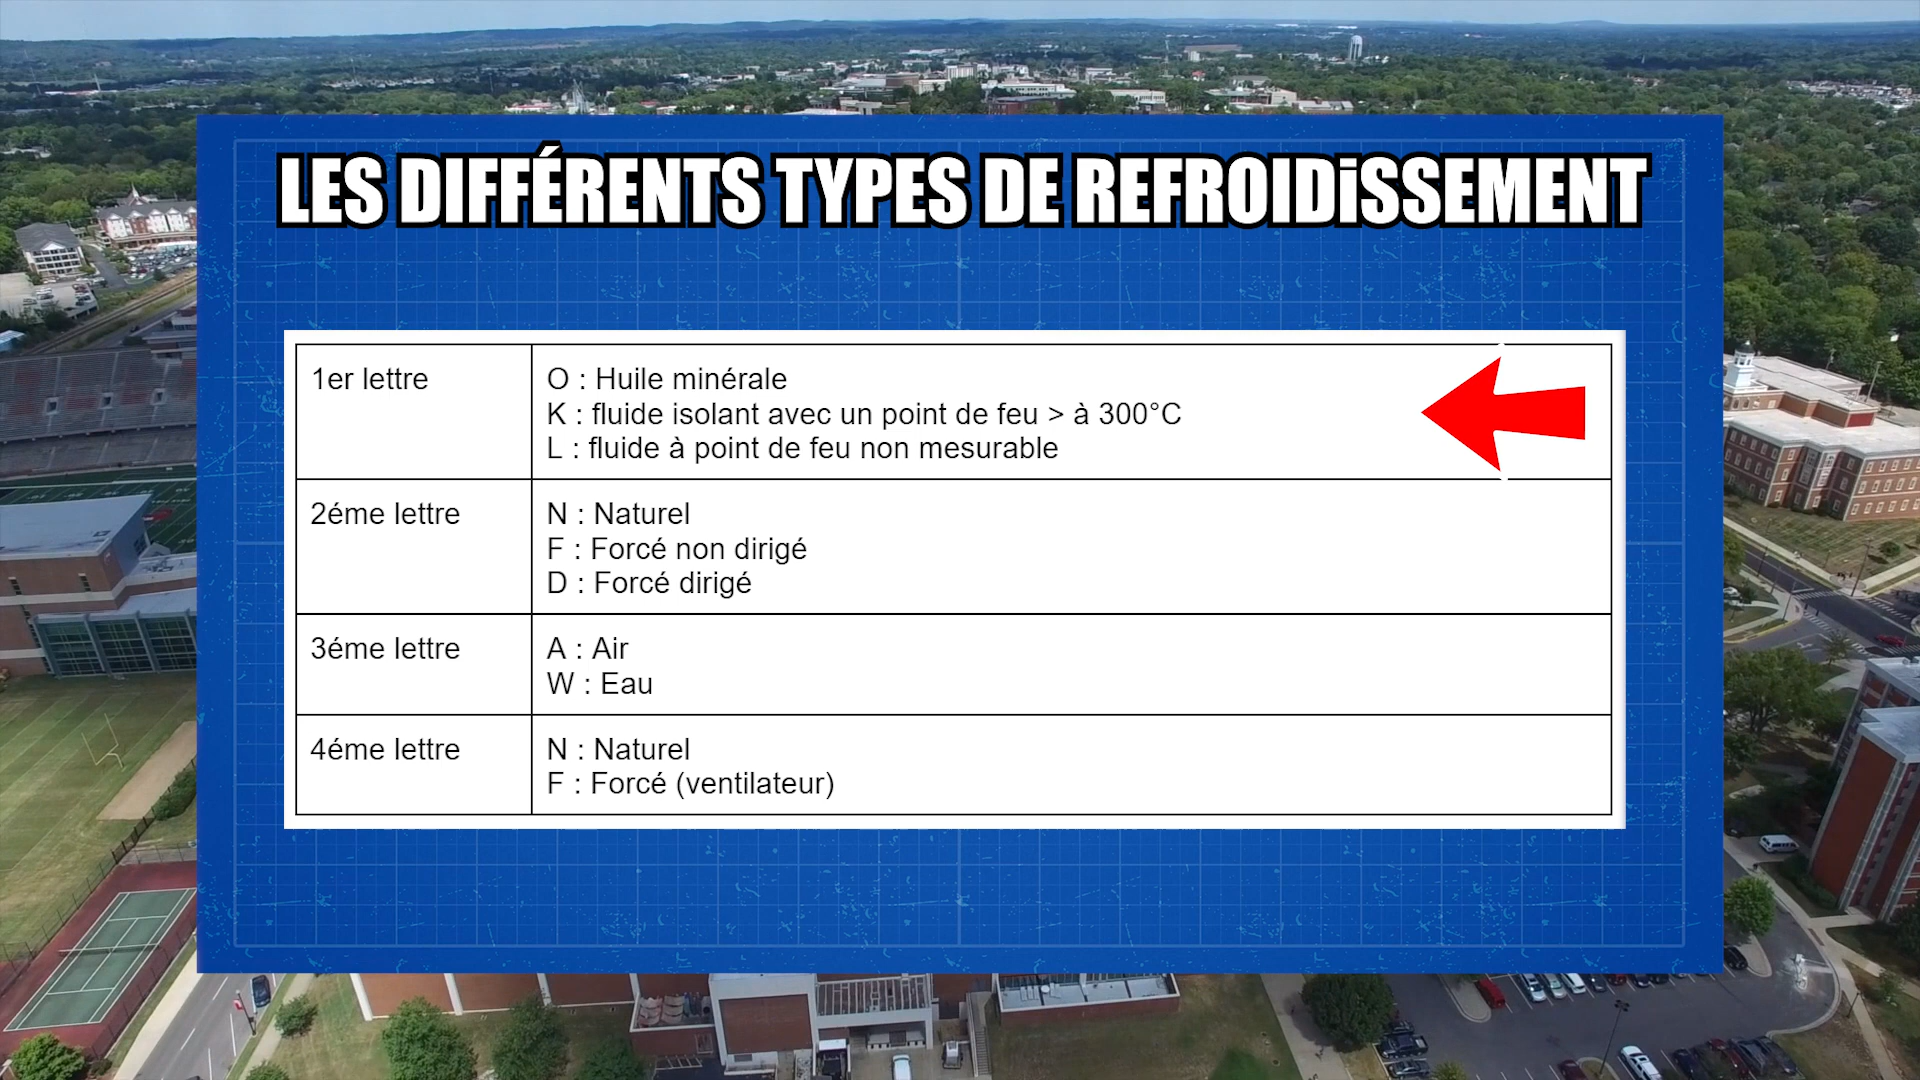 LES DIFFÉRENTS TYPES DE REFROIDiSSEMENT
1er lettre
O : Huile minérale
K : fluide isolant avec un point de feu > à 300°C
L : fluide à point de feu non mesurable
2éme lettre
N : Naturel
F : Forcé non dirigé
D : Forcé dirigé
3éme lettre
A : Air
W : Eau
4éme lettre
N : Naturel
F : Forcé (ventilateur)